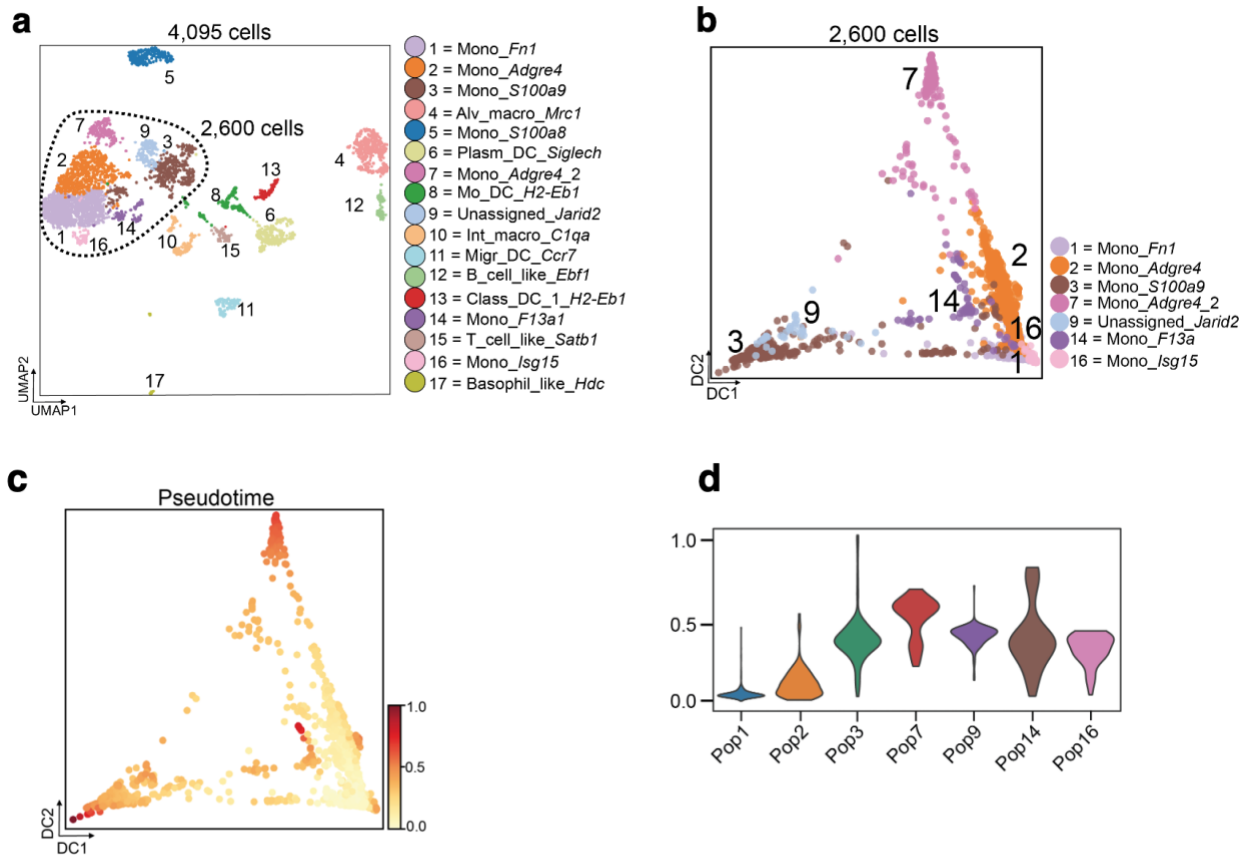 a
4,095 cells
5
7
9
3
2,600 cells
2
1
16
14
13
8
6
10
15
4
12
11
17
UMAP2
UMAP1
1 = Mono_Fn1
2 = Mono_Adgre4
3 = Mono_S100a9
4 = Alv_macro_Mrc1
5 = Mono_S100a8
6 = Plasm_DC_Siglech
7 = Mono_Adgre4_2
8 = Mo_DC_H2-Eb1
9 = Unassigned_Jarid2
10 = Int_macro_C1qa
11 = Migr_DC_Ccr7
12 = B_cell_like_Ebf1
13 = Class_DC_1_H2-Eb1
14 = Mono_F13a1
15 = T_cell_like_Satb1
16 = Mono_Isg15
17 = Basophil_like_Hdc
b
2,600 cells
7
2
14
9
16
3
1
DC2
DC1
1 = Mono_Fn1
2 = Mono_Adgre4
3 = Mono_S100a9
7 = Mono_Adgre4_2
9 = Unassigned_Jarid2
14 = Mono_F13a
16 = Mono_Isg15
c
Pseudotime
1.0
0.5
0.0
DC2
DC1
d
1.0
0.5
0.0
Pop1
Pop2
Pop3
Pop7
Pop9
Pop14
Pop16